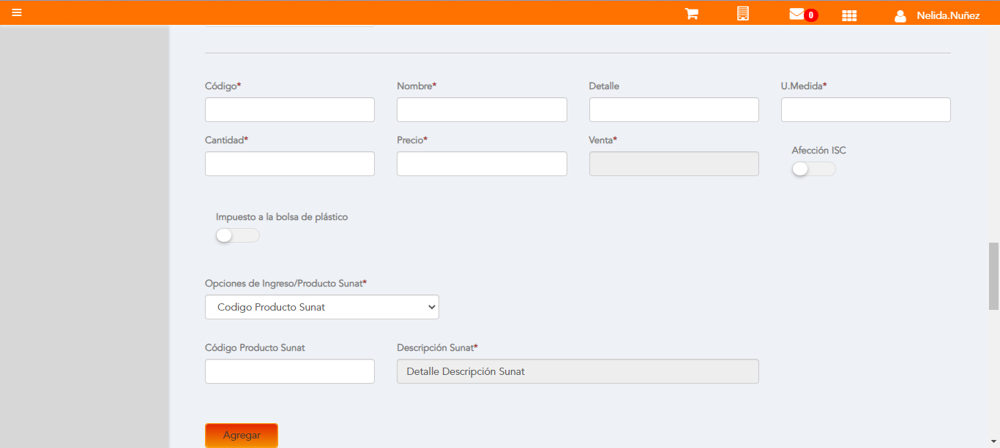 0 Nelida.Nuñez
Código* Nombre* Detalle U.Medida*
Cantidad* Precio* Venta*
Afección ISC
Impuesto a la bolsa de plástico
Opciones de Ingreso/Producto Sunat*
Codigo Producto Sunat
Código Producto Sunat Descripción Sunat*
Detalle Descripción Sunat
Agregar